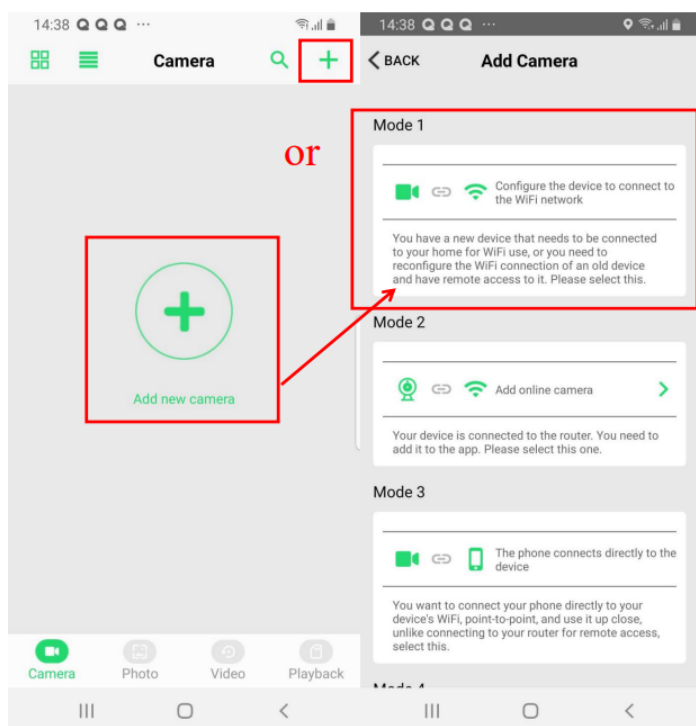 14:38
Camera
or
Add new camera
Camera
Photo
Video
Playback
14:38
BACK
Add Camera
Mode 1
Configure the device to connect to
the WiFi network
You have a new device that needs to be connected
to your home for WiFi use, or you need to
reconfigure the WiFi connection of an old device
and have remote access to it. Please select this.
Mode 2
Add online camera
Your device is connected to the router. You need to
add it to the app. Please select this one.
Mode 3
The phone connects directly to the
device
You want to connect your phone directly to your
device's WiFi, point-to-point, and use it up close,
unlike connecting to your router for remote access,
select this.